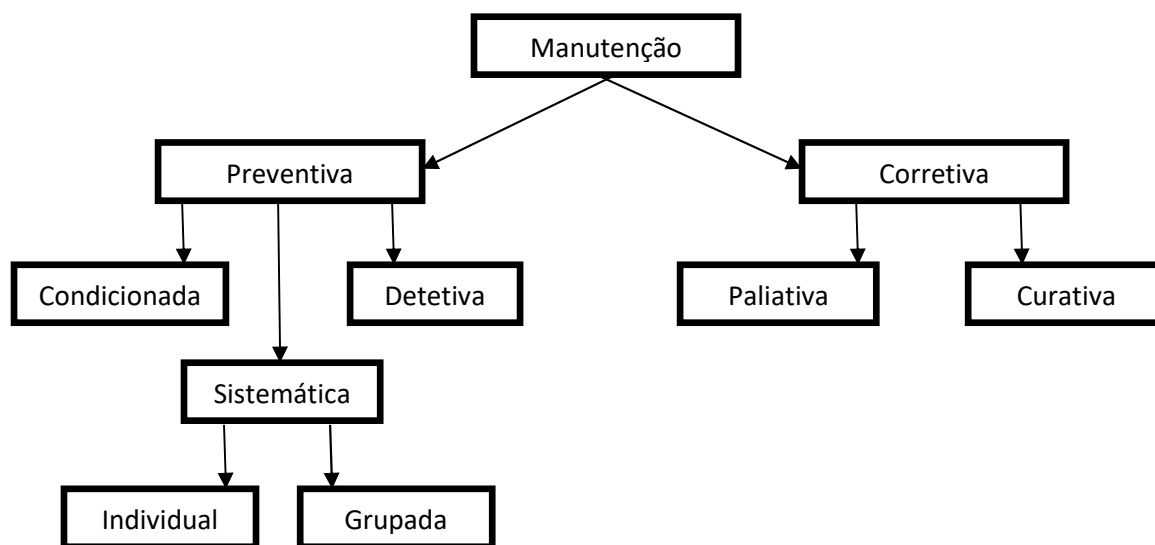 Manutenção
Preventiva
Corretiva
Condicionada
Detetiva
Paliativa
Curativa
Sistemática
Individual
Grupada